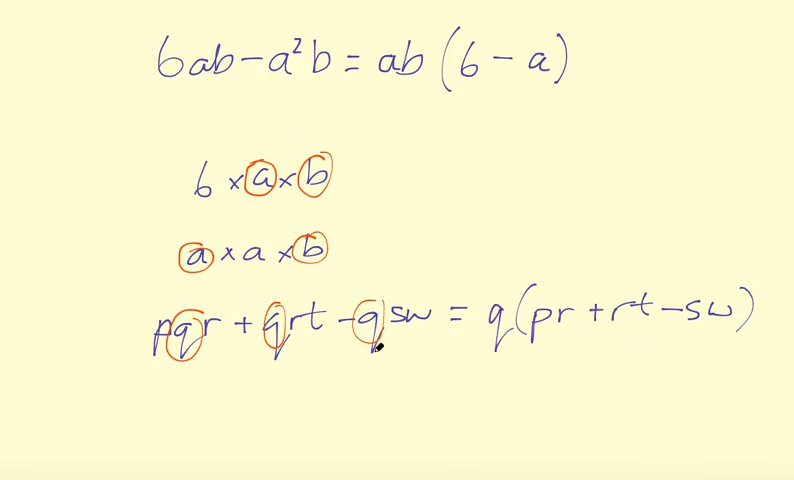 6ab - a²b = ab (6 - a)
6 × a × b
a × a × b
pqr + qrt - qsw = q(pr + rt - sw)